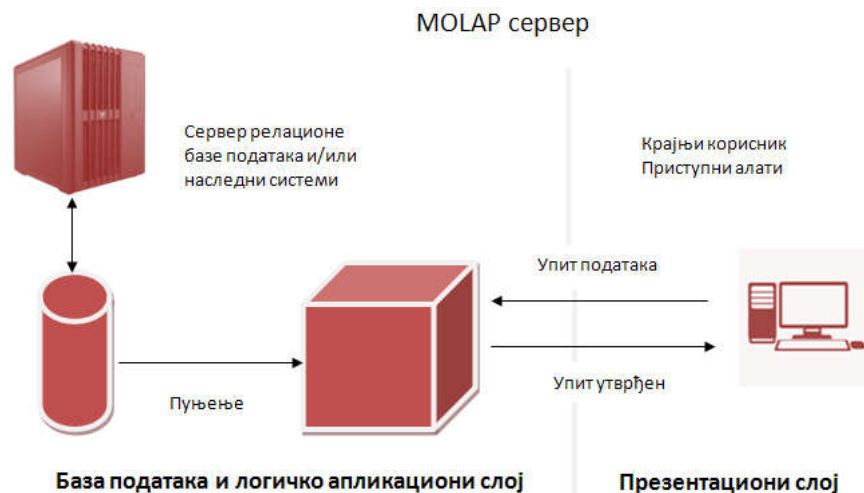 MOLAP сервер
Сервер релационе
базе података и/или
наследни системи
Крајњи корисник
Приступни алати
Упит података
Упит утврђен
Пуњење
База података и логичко апликациони слој
Презентациони слој